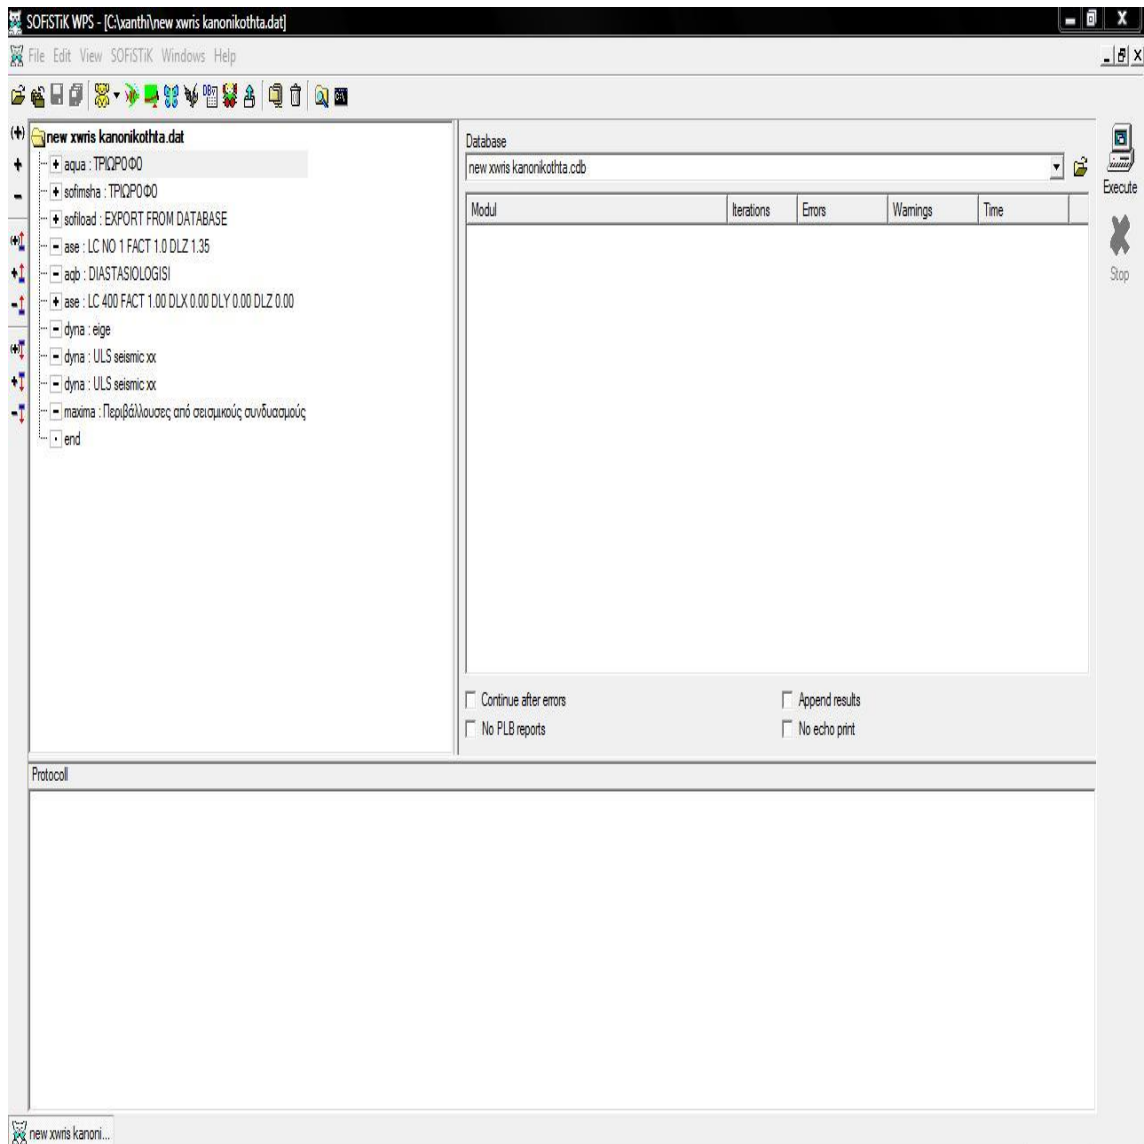 SOFiSTiK WPS - [C:\xanthi\new xwris kanonikothta.dat]
File Edit View SOFiSTiK Windows Help
new xwris kanonikothta.dat
aqua : ΤΡΙΩΡΟΦΟ
sofimsha : ΤΡΙΩΡΟΦΟ
sofiload : EXPORT FROM DATABASE
ase : LC NO 1 FACT 1.0 DLZ 1.35
aqb : DIASTASIOLOGISI
ase : LC 400 FACT 1.00 DLX 0.00 DLY 0.00 DLZ 0.00
dyna : eige
dyna : ULS seismic xx
dyna : ULS seismic xx
maxima : Περιβάλλουσες από σεισμικούς συνδυασμούς
end
Database
new xwris kanonikothta.cdb
Modul Iterations Errors Warnings Time
Continue after errors Append results
No PLB reports No echo print
Execute
Stop
Protocoll
new xwris kanoni...